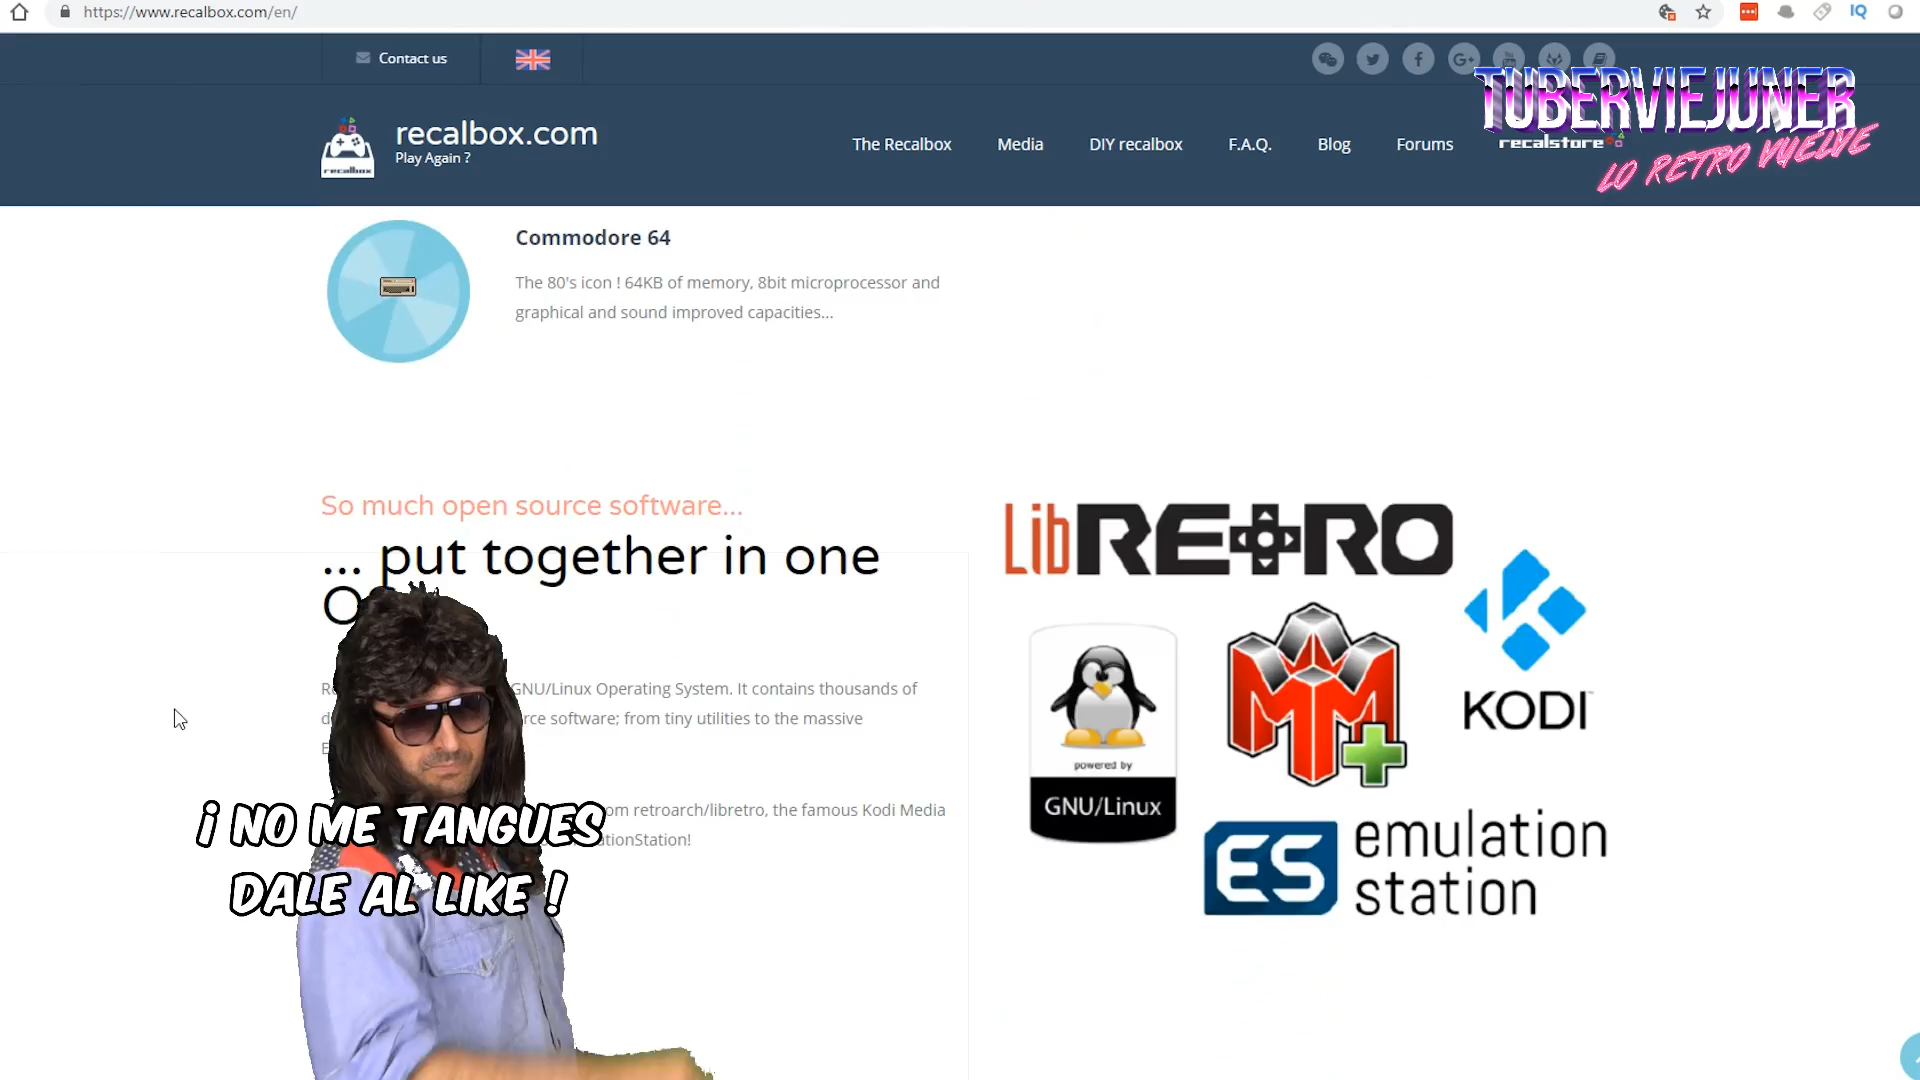 https://www.recalbox.com/en/
IQ
Contact us
TUBERVIEJUNER
LO RETRO VUELVE
recalbox.com
Play Again ?
recalbox
The Recalbox
Media
DIY recalbox
F.A.Q.
Blog
Forums
recalstore
Commodore 64
The 80's icon ! 64KB of memory, 8bit microprocessor and
graphical and sound improved capacities...
So much open source software...
... put together in one
GNU/Linux Operating System. It contains thousands of
software; from tiny utilities to the massive
retroarch/libretro, the famous Kodi Media
¡ NO ME TANGUES
DALE AL LIKE !
LibRETRO
KODI
powered by
GNU/Linux
ES emulation
station